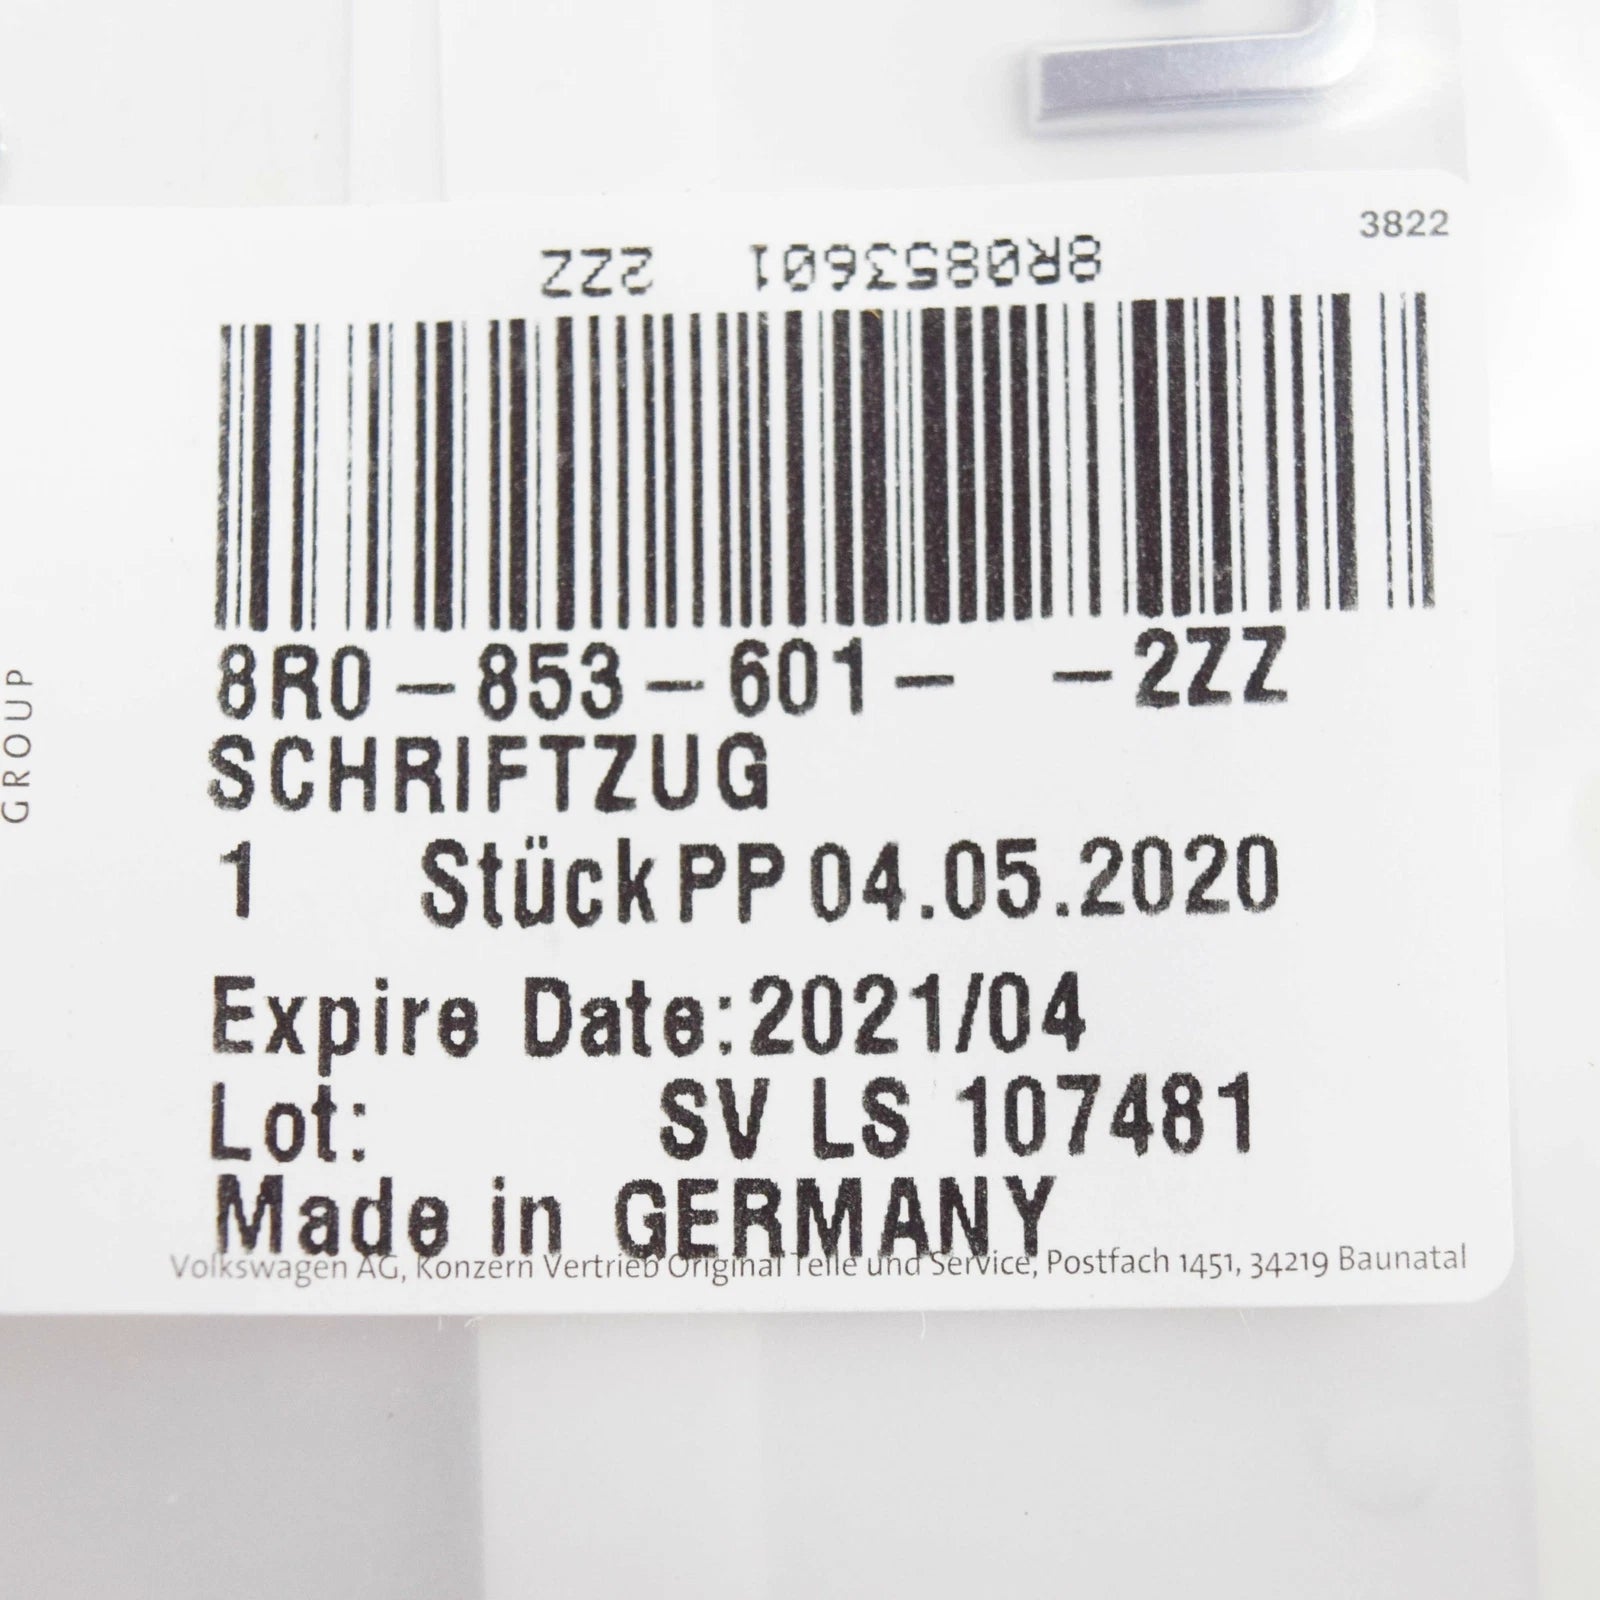 3822
8R0853601 2ZZ
8R0-853-601- -2ZZ
SCHRIFTZUG
1 Stück PP 04.05.2020
Expire Date:2021/04
Lot: SV LS 107481
Made in GERMANY
Volkswagen AG, Konzern Vertrieb Original Teile und Service, Postfach 1451, 34219 Baunatal
GROUP